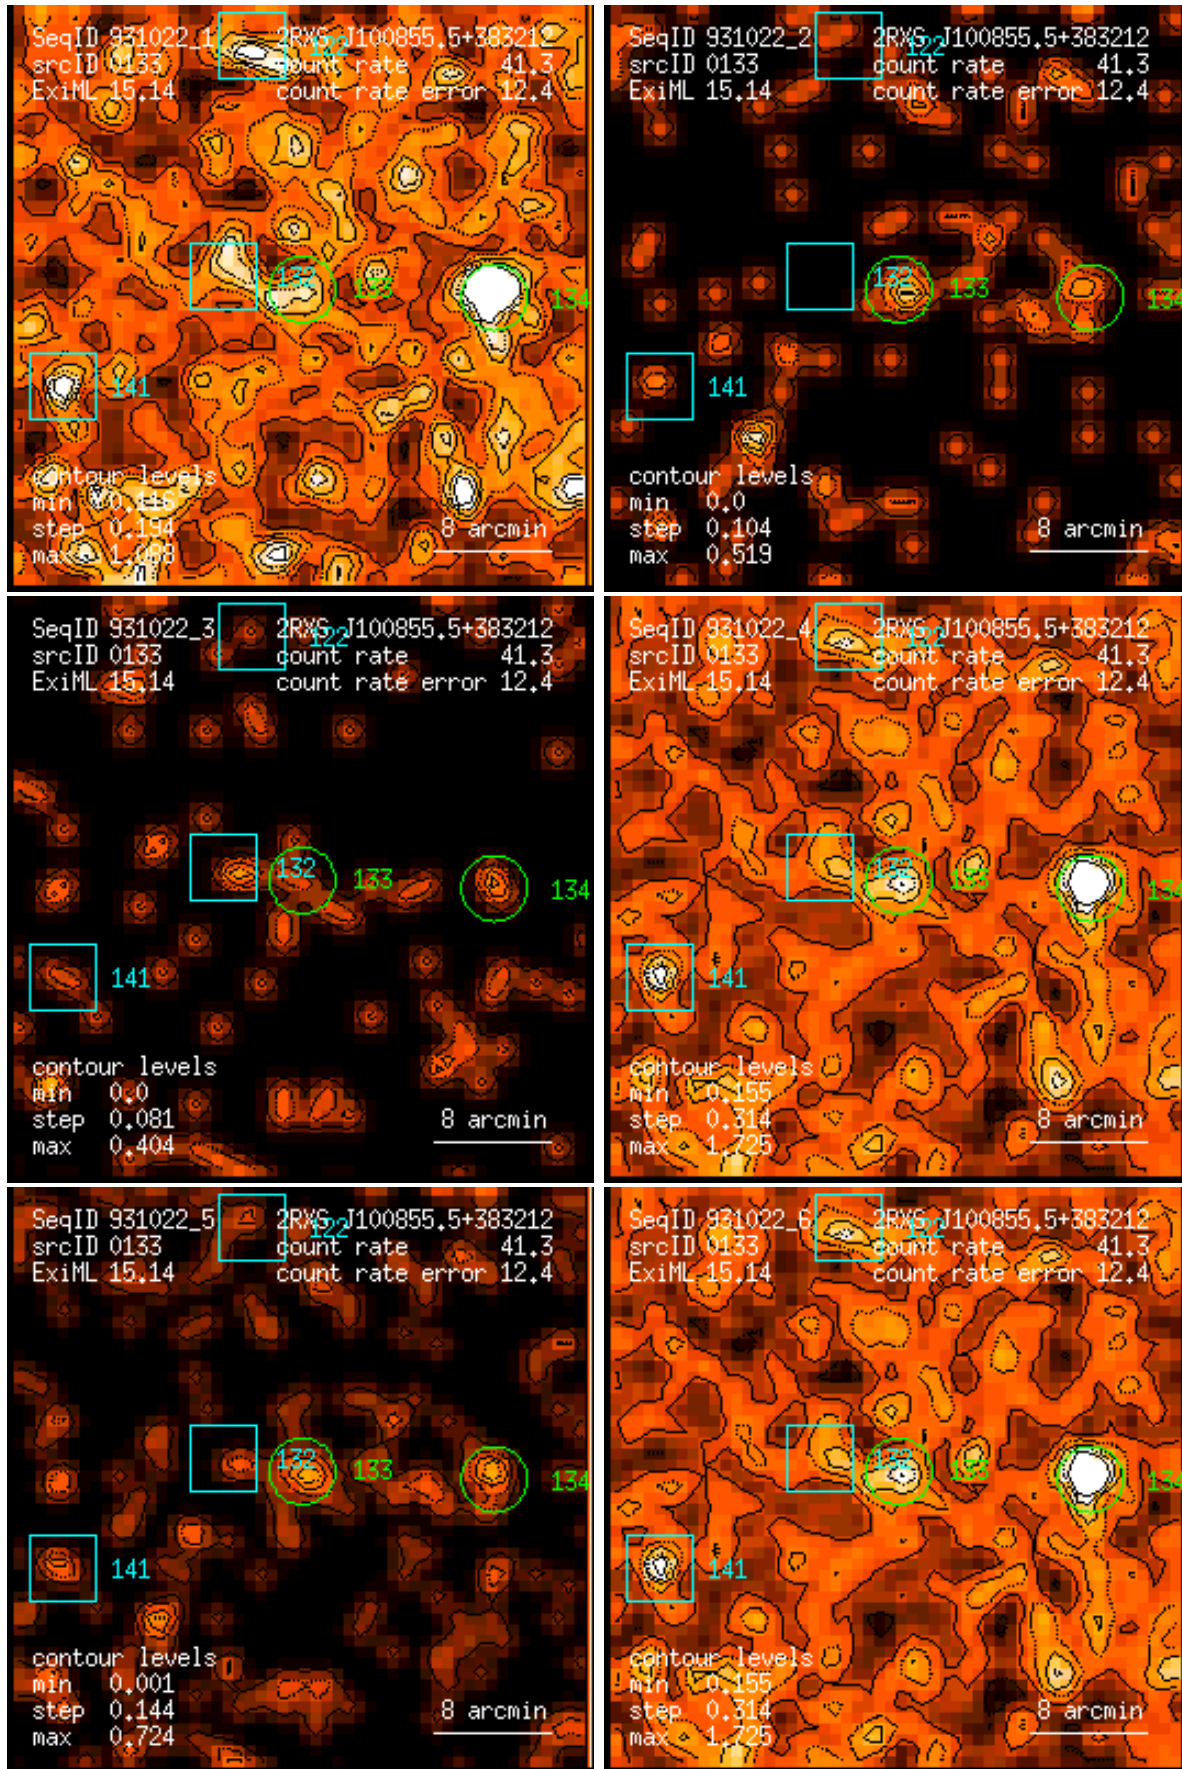 SeqID 931022_1 2RXS J100855.5+383212
122
srcID 0133 count rate 41.3
ExiML 15.14 count rate error 12.4
132
133
134
141
contour levels
min 0.116
step 0.194
max 1.088
8 arcmin
SeqID 931022_2 2RXS J100855.5+383212
122
srcID 0133 count rate 41.3
ExiML 15.14 count rate error 12.4
132
133
134
141
contour levels
min 0.0
step 0.104
max 0.519
8 arcmin
SeqID 931022_3 2RXS J100855.5+383212
122
srcID 0133 count rate 41.3
ExiML 15.14 count rate error 12.4
132
133
134
141
contour levels
min 0.0
step 0.081
max 0.404
8 arcmin
SeqID 931022_4 2RXS J100855.5+383212
122
srcID 0133 count rate 41.3
ExiML 15.14 count rate error 12.4
132
133
134
141
contour levels
min 0.155
step 0.314
max 1.725
8 arcmin
SeqID 931022_5 2RXS J100855.5+383212
122
srcID 0133 count rate 41.3
ExiML 15.14 count rate error 12.4
132
133
134
141
contour levels
min 0.001
step 0.144
max 0.724
8 arcmin
SeqID 931022_6 2RXS J100855.5+383212
122
srcID 0133 count rate 41.3
ExiML 15.14 count rate error 12.4
132
133
134
141
contour levels
min 0.155
step 0.314
max 1.725
8 arcmin